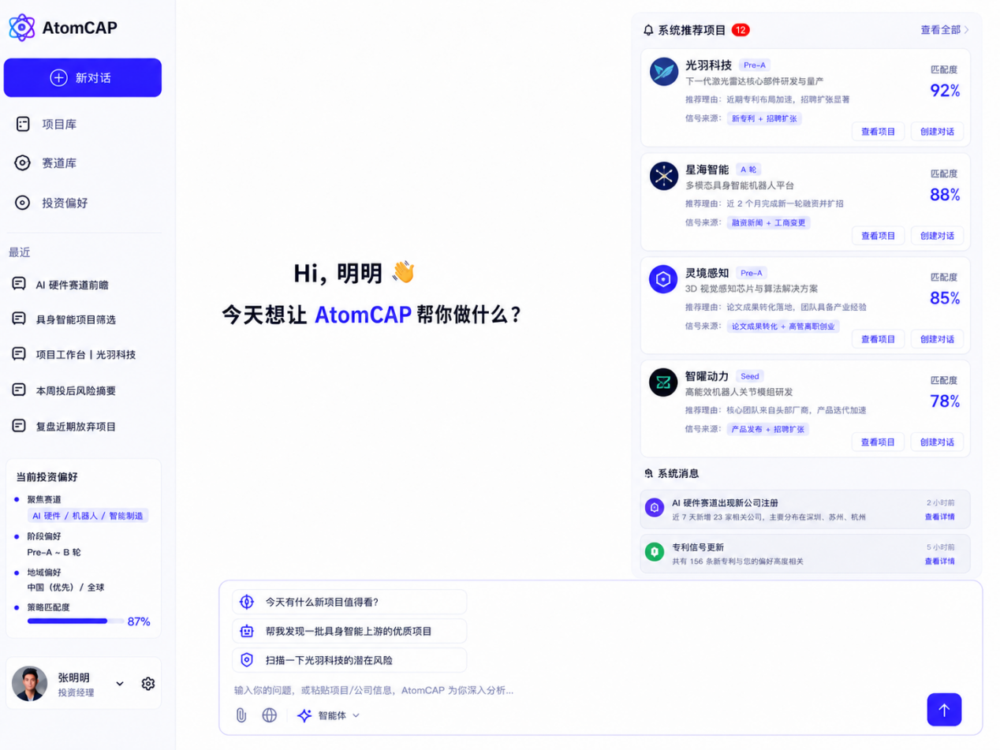 AtomCAP
新对话
项目库
赛道库
投资偏好
最近
AI 硬件赛道前瞻
具身智能项目筛选
项目工作台 | 光羽科技
本周投后风险摘要
复盘近期放弃项目
当前投资偏好
聚焦赛道
AI 硬件 / 机器人 / 智能制造
阶段偏好
Pre-A ~ B 轮
地域偏好
中国（优先）/ 全球
策略匹配度
87%
张明明
投资经理
Hi，明明 👋
今天想让 AtomCAP 帮你做什么？
系统推荐项目 12 查看全部
光羽科技 Pre-A
下一代激光雷达核心部件研发与量产
推荐理由：近期专利布局加速，招聘扩张显著
信号来源：新专利 + 招聘扩张
匹配度
92%
查看项目 创建对话
星海智能 A 轮
多模态具身智能机器人平台
推荐理由：近 2 个月完成新一轮融资并扩招
信号来源：融资新闻 + 工商变更
匹配度
88%
查看项目 创建对话
灵境感知 Pre-A
3D 视觉感知芯片与算法解决方案
推荐理由：论文成果转化落地，团队具备产业经验
信号来源：论文成果转化 + 高管离职创业
匹配度
85%
查看项目 创建对话
智曜动力 Seed
高能效机器人关节模组研发
推荐理由：核心团队来自头部厂商，产品迭代加速
信号来源：产品发布 + 招聘扩张
匹配度
78%
查看项目 创建对话
系统消息
AI 硬件赛道出现新公司注册 2 小时前
近 7 天新增 23 家相关公司，主要分布在深圳、苏州、杭州 查看详情
专利信号更新 5 小时前
共有 156 条新专利与您的偏好高度相关 查看详情
今天有什么新项目值得看?
帮我发现一批具身智能上游的优质项目
扫描一下光羽科技的潜在风险
输入你的问题，或粘贴项目/公司信息，AtomCAP 为你深入分析...
智能体